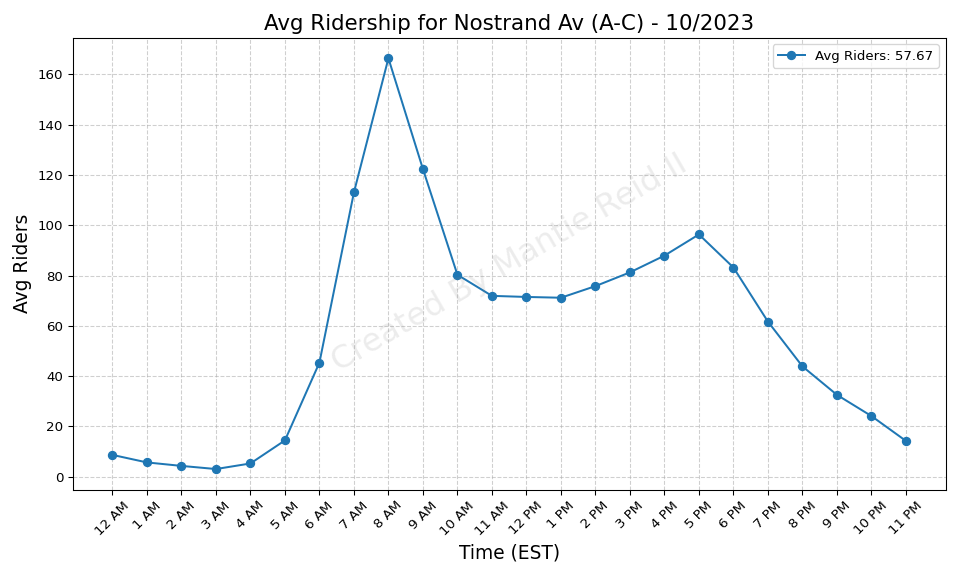 Avg Ridership for Nostrand Av (A-C) - 10/2023
Avg Riders: 57.67
160
140
120
100
80
60
40
20
0
Avg Riders
Created By Mantie Reid II
12 AM
1 AM
2 AM
3 AM
4 AM
5 AM
6 AM
7 AM
8 AM
9 AM
10 AM
11 AM
12 PM
1 PM
2 PM
3 PM
4 PM
5 PM
6 PM
7 PM
8 PM
9 PM
10 PM
11 PM
Time (EST)